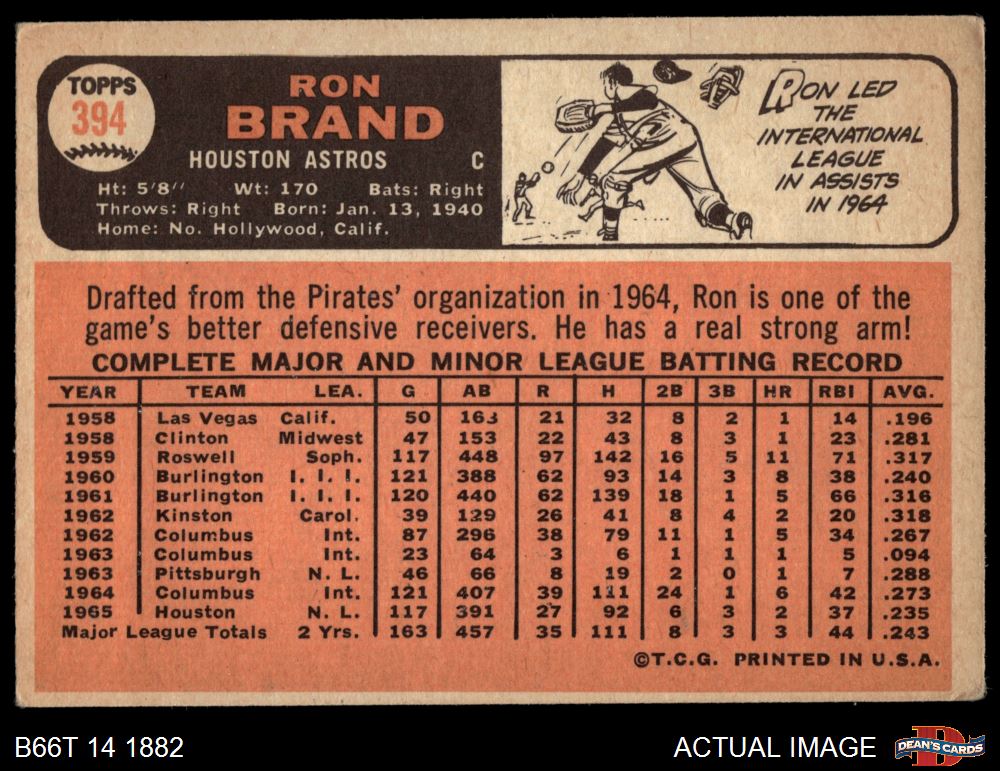 TOPPS
394
RON
BRAND
HOUSTON ASTROS C
Ht: 5'8" Wt: 170 Bats: Right
Throws: Right Born: Jan. 13, 1940
Home: No. Hollywood, Calif.
RON LED
THE
INTERNATIONAL
LEAGUE
IN ASSISTS
IN 1964
Drafted from the Pirates' organization in 1964, Ron is one of the
game's better defensive receivers. He has a real strong arm!
COMPLETE MAJOR AND MINOR LEAGUE BATTING RECORD
YEAR TEAM LEA. G AB R H 2B 3B HR RBI AVG.
1958 Las Vegas Calif. 50 163 21 32 8 2 1 14 .196
1958 Clinton Midwest 47 153 22 43 8 3 1 23 .281
1959 Roswell Soph. 117 448 97 142 16 5 11 71 .317
1960 Burlington I. I. I. 121 388 62 93 14 3 8 38 .240
1961 Burlington I. I. I. 120 440 62 139 18 1 5 66 .316
1962 Kinston Carol. 39 129 26 41 8 4 2 20 .318
1962 Columbus Int. 87 296 38 79 11 1 5 34 .267
1963 Columbus Int. 23 64 3 6 1 1 1 5 .094
1963 Pittsburgh N. L. 46 66 8 19 2 0 1 7 .288
1964 Columbus Int. 121 407 39 111 24 1 6 42 .273
1965 Houston N. L. 117 391 27 92 6 3 2 37 .235
Major League Totals 2 Yrs. 163 457 35 111 8 3 3 44 .243
©T.C.G. PRINTED IN U.S.A.
B66T 14 1882
ACTUAL IMAGE
D
DEAN'S CARDS